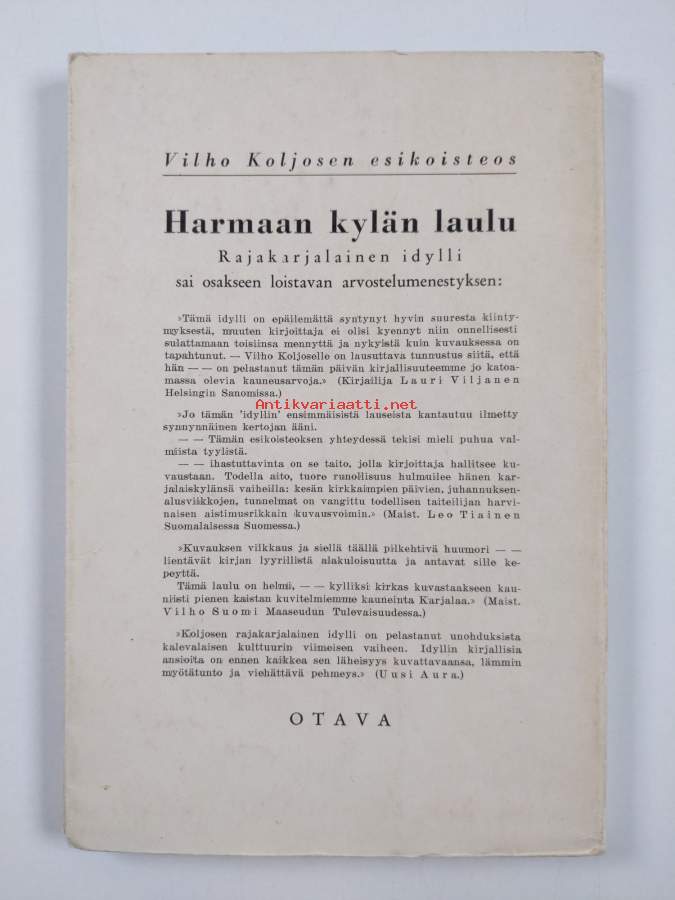 Vilho Koljosen esikoisteos
Harmaan kylän laulu
Rajakarjalainen idylli
sai osakseen loistavan arvostelumenestyksen:
»Tämä idylli on epäilemättä syntynyt hyvin suuresta kiinty-
myksestä, muuten kirjoittaja ei olisi kyennyt niin onnellisesti
sulattamaan toisiinsa mennyttä ja nykyistä kuin kuvauksessa on
tapahtunut. — Vilho Koljoselle on lausuttava tunnustus siitä, että
hän — — on pelastanut tämän päivän kirjallisuuteemme jo katoa-
massa olevia kauneusarvoja.» (Kirjailija Lauri Viljanen
Helsingin Sanomissa.)
Antikvariaatti.net
»Jo tämän 'idyllin' ensimmäisistä lauseista kantautuu ilmetty
synnynnäinen kertojan ääni.
— — Tämän esikoisteoksen yhteydessä tekisi mieli puhua val-
miista tyylistä.
— — ihastuttavinta on se taito, jolla kirjoittaja hallitsee ku-
vaustaan. Todella aito, tuore runollisuus hulmuilee hänen kar-
jalaiskylänsä vaiheilla: kesän kirkkaimpien päivien, juhannuksen-
alusviikkojen, tunnelmat on vangittu todellisen taiteilijan harvi-
naisen aistimusrikkain kuvausvoimin.» (Maist. Leo Tiainen
Suomalaisessa Suomessa.)
»Kuvauksen vilkkaus ja siellä täällä pilkehtivä huumori — —
lientävät kirjan lyyrillistä alakuloisuutta ja antavat sille ke-
peyttä.
Tämä laulu on helmi, — — kylliksi kirkas kuvastaakseen kau-
niisti pienen kaistan kuvitelmiemme kauneinta Karjalaa.» (Maist.
Vilho Suomi Maaseudun Tulevaisuudessa.)
»Koljosen rajakarjalainen idylli on pelastanut unohduksista
kalevalaisen kulttuurin viimeisen vaiheen. Idyllin kirjallisia
ansioita on ennen kaikkea sen läheisyys kuvattavaansa, lämmin
myötätunto ja viehättävä pehmeys.» (Uusi Aura.)
OTAVA